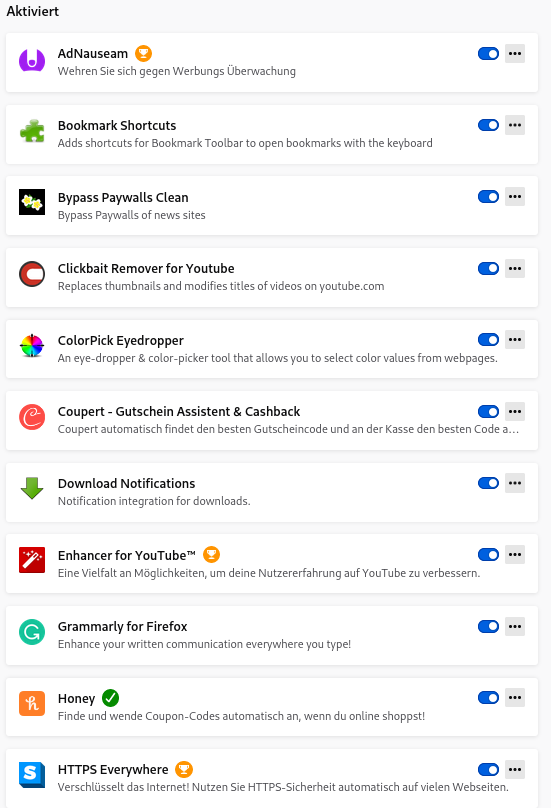 Aktiviert
AdNauseam
Wehren Sie sich gegen Werbungs Überwachung
Bookmark Shortcuts
Adds shortcuts for Bookmark Toolbar to open bookmarks with the keyboard
Bypass Paywalls Clean
Bypass Paywalls of news sites
Clickbait Remover for Youtube
Replaces thumbnails and modifies titles of videos on youtube.com
ColorPick Eyedropper
An eye-dropper & color-picker tool that allows you to select color values from webpages.
Coupert - Gutschein Assistent & Cashback
Coupert automatisch findet den besten Gutscheincode und an der Kasse den besten Code a…
Download Notifications
Notification integration for downloads.
Enhancer for YouTube™
Eine Vielfalt an Möglichkeiten, um deine Nutzererfahrung auf YouTube zu verbessern.
Grammarly for Firefox
Enhance your written communication everywhere you type!
Honey
Finde und wende Coupon-Codes automatisch an, wenn du online shoppst!
HTTPS Everywhere
Verschlüsselt das Internet! Nutzen Sie HTTPS-Sicherheit automatisch auf vielen Webseiten.